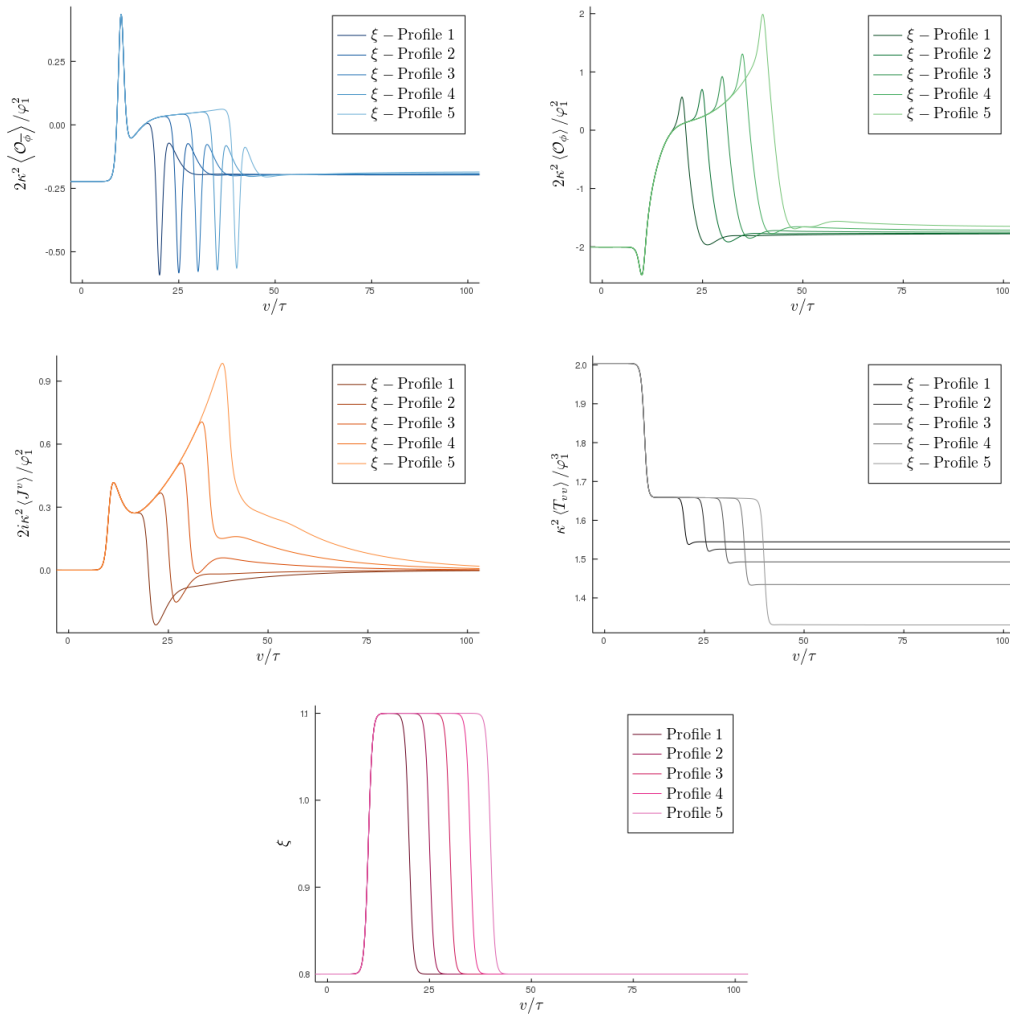 2κ² ⟨𝒪_φ̄⟩ /φ₁²
0.25
0.00
-0.25
-0.50
0
25
50
75
100
v/τ
ξ − Profile 1
ξ − Profile 2
ξ − Profile 3
ξ − Profile 4
ξ − Profile 5
2κ² ⟨𝒪_φ⟩ /φ₁²
2
1
0
-1
-2
0
25
50
75
100
v/τ
ξ − Profile 1
ξ − Profile 2
ξ − Profile 3
ξ − Profile 4
ξ − Profile 5
2iκ² ⟨Jᵛ⟩ /φ₁²
0.9
0.6
0.3
0.0
0
25
50
75
100
v/τ
ξ − Profile 1
ξ − Profile 2
ξ − Profile 3
ξ − Profile 4
ξ − Profile 5
κ² ⟨T_vv⟩ /φ₁³
2.0
1.9
1.8
1.7
1.6
1.5
1.4
0
25
50
75
100
v/τ
ξ − Profile 1
ξ − Profile 2
ξ − Profile 3
ξ − Profile 4
ξ − Profile 5
ξ
1.1
1.0
0.9
0.8
0
25
50
75
100
v/τ
Profile 1
Profile 2
Profile 3
Profile 4
Profile 5